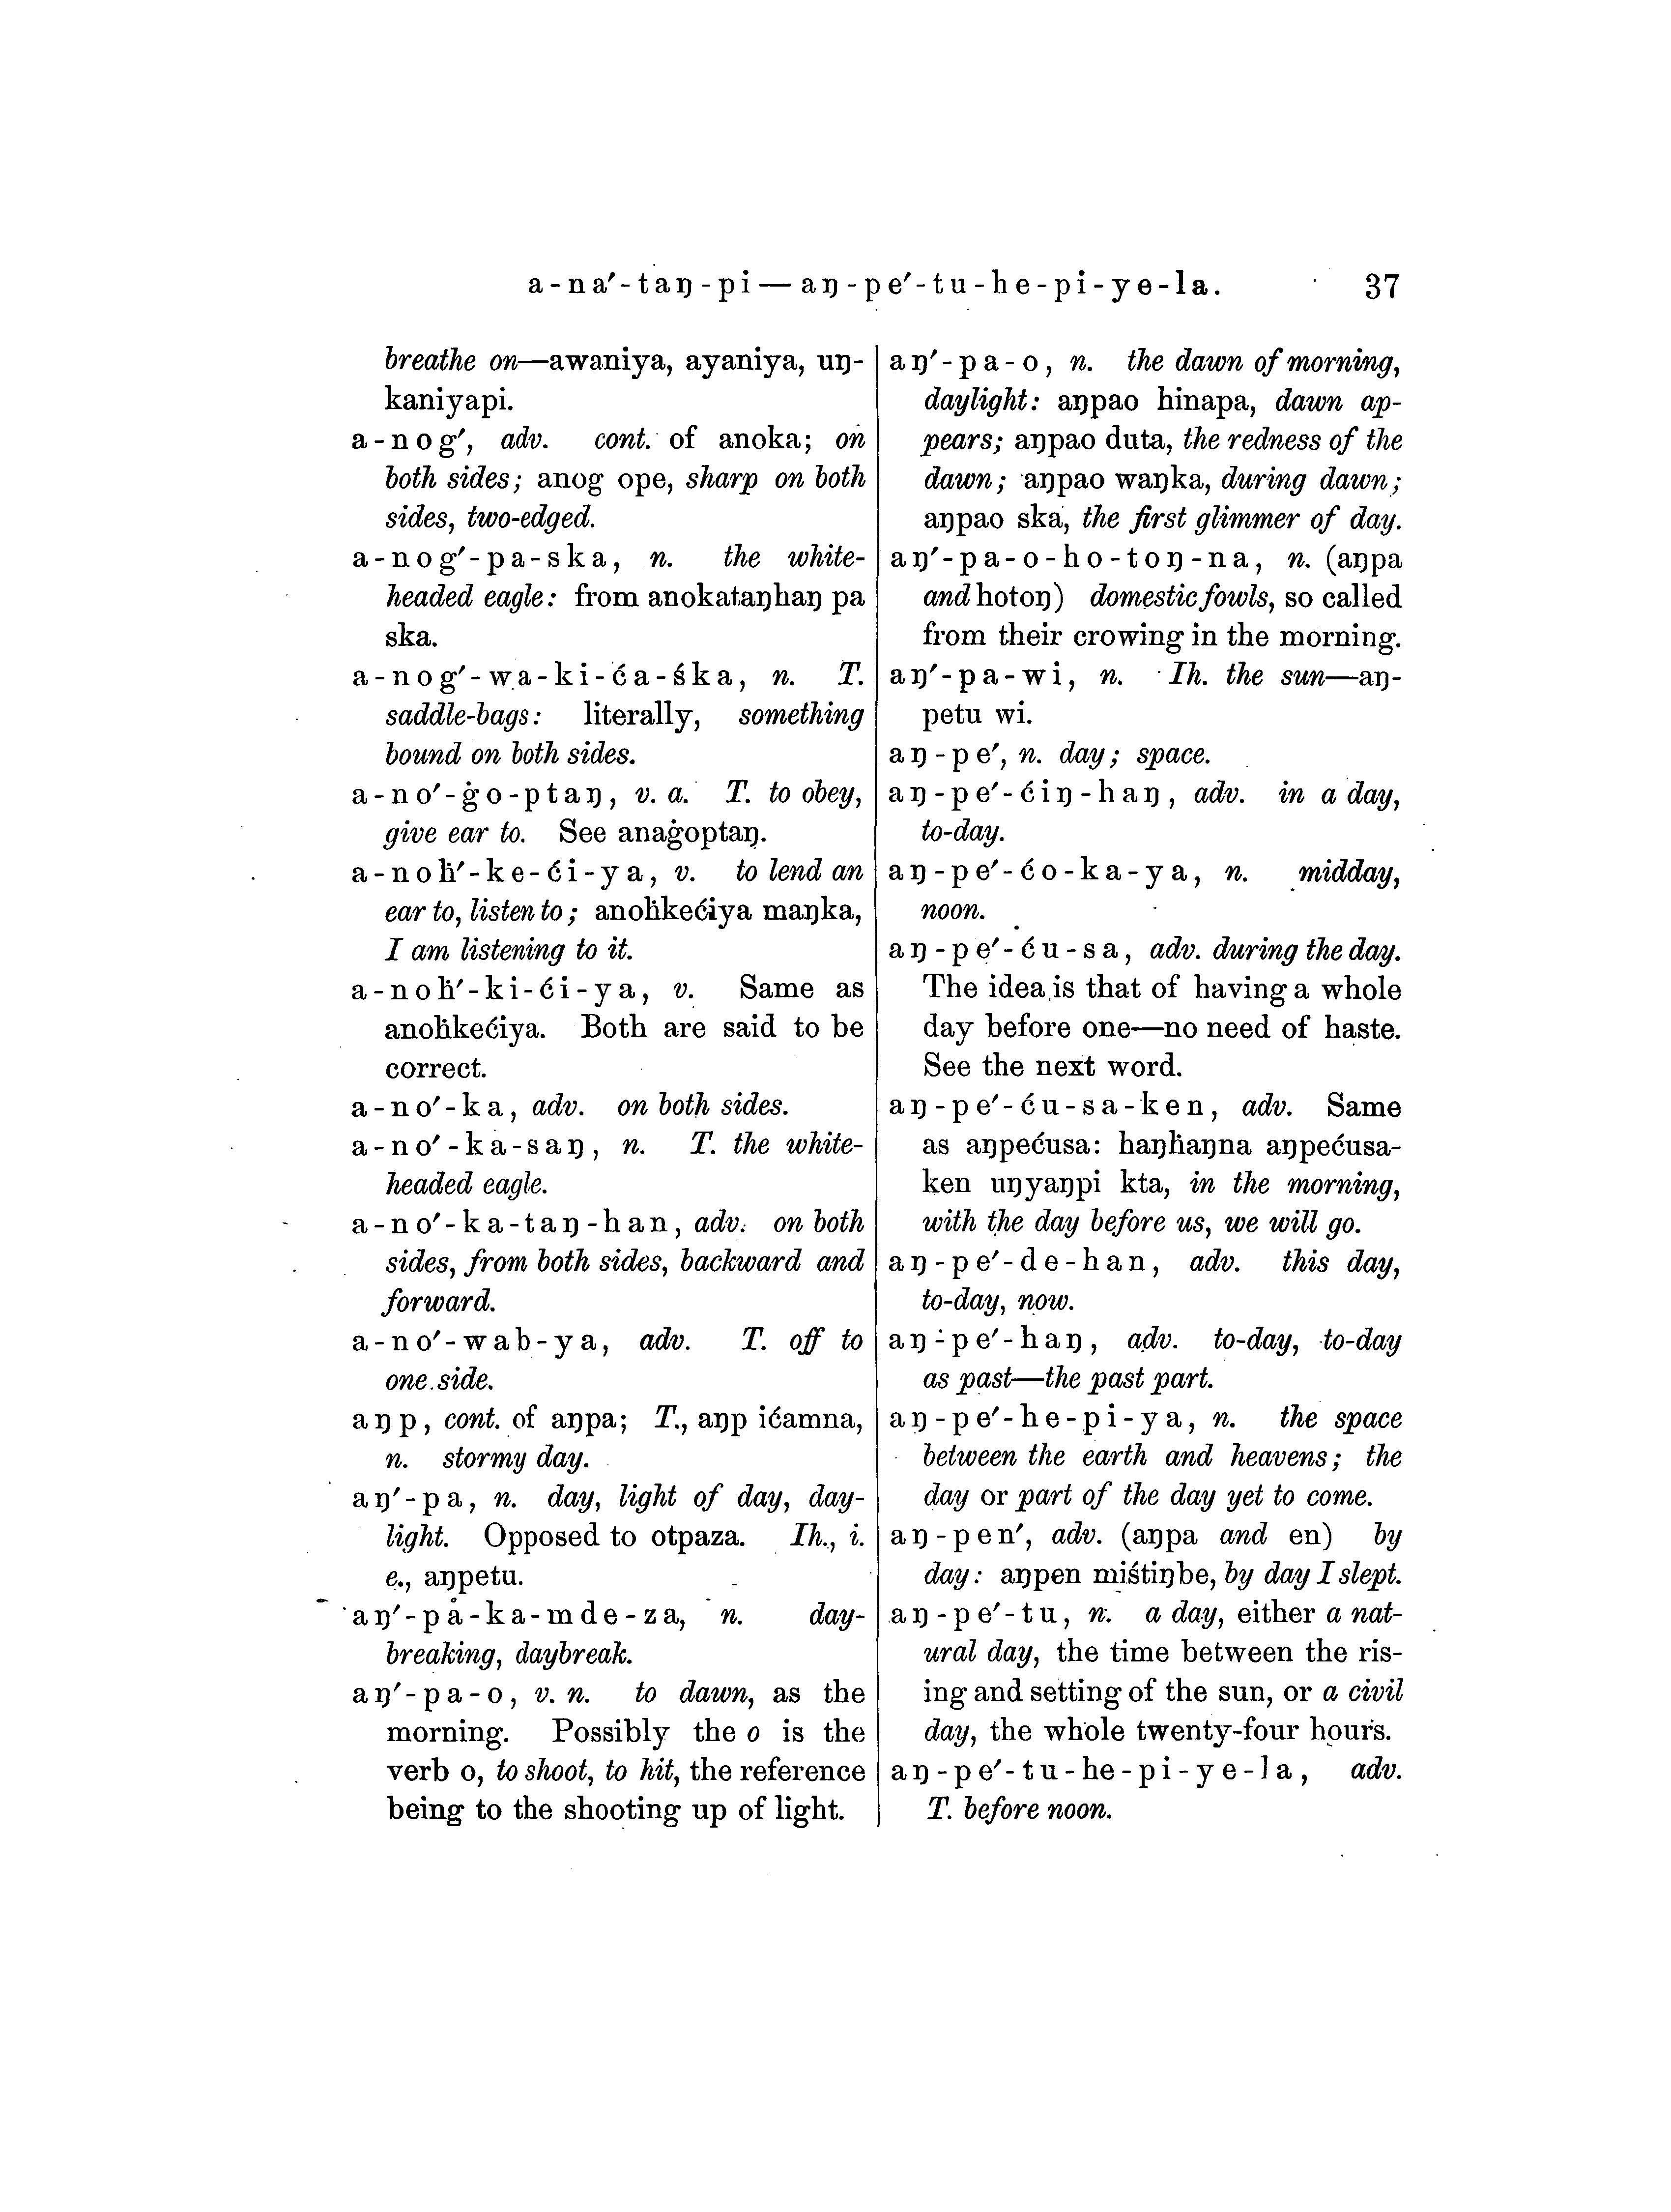 a-na′-taŋ-pi—aŋ-pe′-tu-he-pi-ye-la. 37
breathe on—awaniya, ayaniya, uŋ-
kaniyapi.
a-nog′, adv. cont. of anoka; on
both sides; anog ope, sharp on both
sides, two-edged.
a-nog′-pa-ska, n. the white-
headed eagle: from anokataŋhaŋ pa
ska.
a-nog′-wa-ki-ća-śka, n. T.
saddle-bags: literally, something
bound on both sides.
a-no′-ġo-ptaŋ, v. a. T. to obey,
give ear to. See anaġoptaŋ.
a-noḣ′-ke-ći-ya, v. to lend an
ear to, listen to; anoḣkećiya maŋka,
I am listening to it.
a-noḣ′-ki-ći-ya, v. Same as
anoḣkećiya. Both are said to be
correct.
a-no′-ka, adv. on both sides.
a-no′-ka-saŋ, n. T. the white-
headed eagle.
a-no′-ka-taŋ-han, adv. on both
sides, from both sides, backward and
forward.
a-no′-wab-ya, adv. T. off to
one side.
aŋp, cont. of aŋpa; T., aŋp ićamna,
n. stormy day.
aŋ′-pa, n. day, light of day, day-
light. Opposed to otpaza. Ih., i.
e., aŋpetu.
aŋ′-pa-ka-mde-za, n. day-
breaking, daybreak.
aŋ′-pa-o, v. n. to dawn, as the
morning. Possibly the o is the
verb o, to shoot, to hit, the reference
being to the shooting up of light.
aŋ′-pa-o, n. the dawn of morning,
daylight: aŋpao hinapa, dawn ap-
pears; aŋpao duta, the redness of the
dawn; aŋpao waŋka, during dawn;
aŋpao ska, the first glimmer of day.
aŋ′-pa-o-ho-toŋ-na, n. (aŋpa
and hotoŋ) domestic fowls, so called
from their crowing in the morning.
aŋ′-pa-wi, n. Ih. the sun—aŋ-
petu wi.
aŋ-pe′, n. day; space.
aŋ-pe′-ćiŋ-haŋ, adv. in a day,
to-day.
aŋ-pe′-ćo-ka-ya, n. midday,
noon.
aŋ-pe′-ću-sa, adv. during the day.
The idea is that of having a whole
day before one—no need of haste.
See the next word.
aŋ-pe′-ću-sa-ken, adv. Same
as aŋpećusa: haŋḣaŋna aŋpećusa-
ken uŋyaŋpi kta, in the morning,
with the day before us, we will go.
aŋ-pe′-de-han, adv. this day,
to-day, now.
aŋ-pe′-haŋ, adv. to-day, to-day
as past—the past part.
aŋ-pe′-he-pi-ya, n. the space
between the earth and heavens; the
day or part of the day yet to come.
aŋ-pen′, adv. (aŋpa and en) by
day: aŋpen miśtiŋbe, by day I slept.
aŋ-pe′-tu, n. a day, either a nat-
ural day, the time between the ris-
ing and setting of the sun, or a civil
day, the whole twenty-four hours.
aŋ-pe′-tu-he-pi-ye-la, adv.
T. before noon.